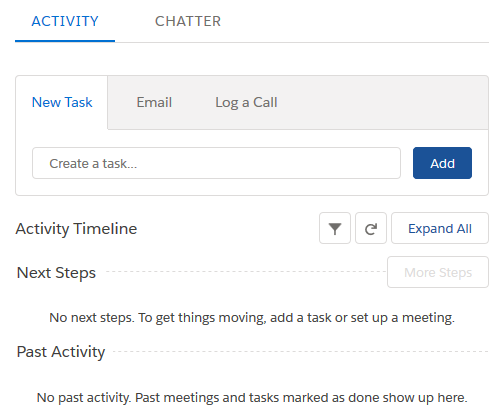 ACTIVITY CHATTER
New Task Email Log a Call
Create a task... Add
Activity Timeline Expand All
Next Steps More Steps
No next steps. To get things moving, add a task or set up a meeting.
Past Activity
No past activity. Past meetings and tasks marked as done show up here.